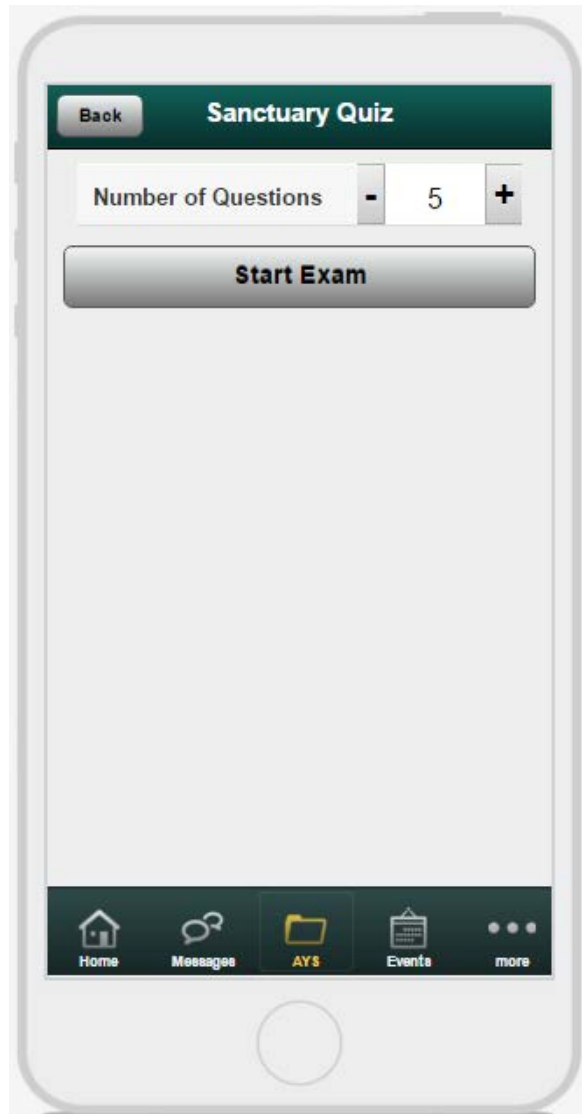 Back Sanctuary Quiz
Number of Questions - 5 +
Start Exam
Home Messages AYS Events more